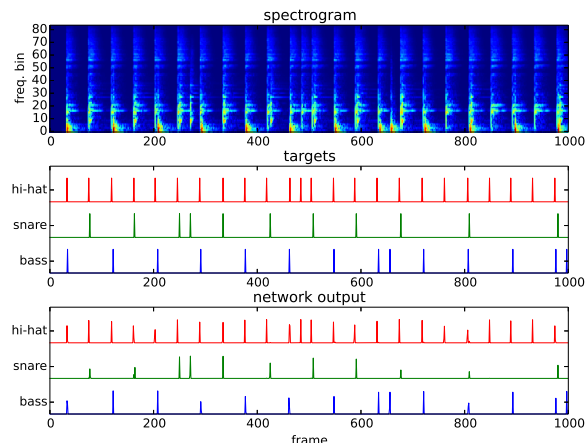 spectrogram
80
70
60
50
40
30
20
10
0
freq. bin
0 200 400 600 800 1000
targets
hi-hat
snare
bass
0 200 400 600 800 1000
network output
hi-hat
snare
bass
0 200 400 600 800 1000
frame